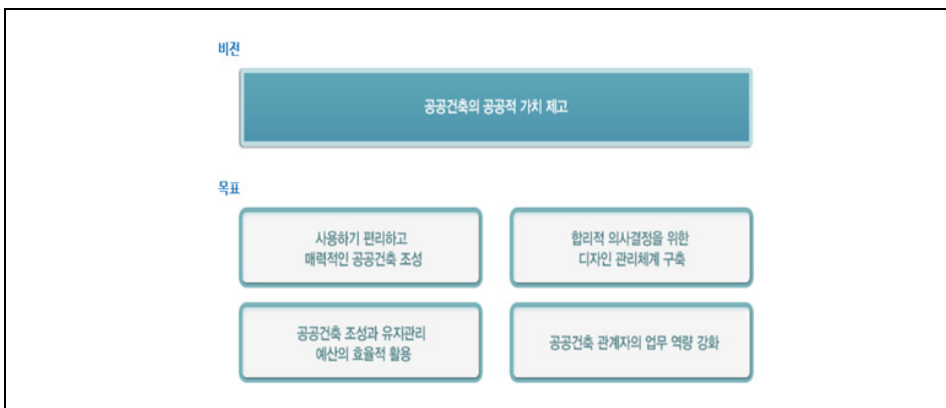 비전
공공건축의 공공적 가치 제고
목표
사용하기 편리하고
매력적인 공공건축 조성
합리적 의사결정을 위한
디자인 관리체계 구축
공공건축 조성과 유지관리
예산의 효율적 활용
공공건축 관계자의 업무 역량 강화